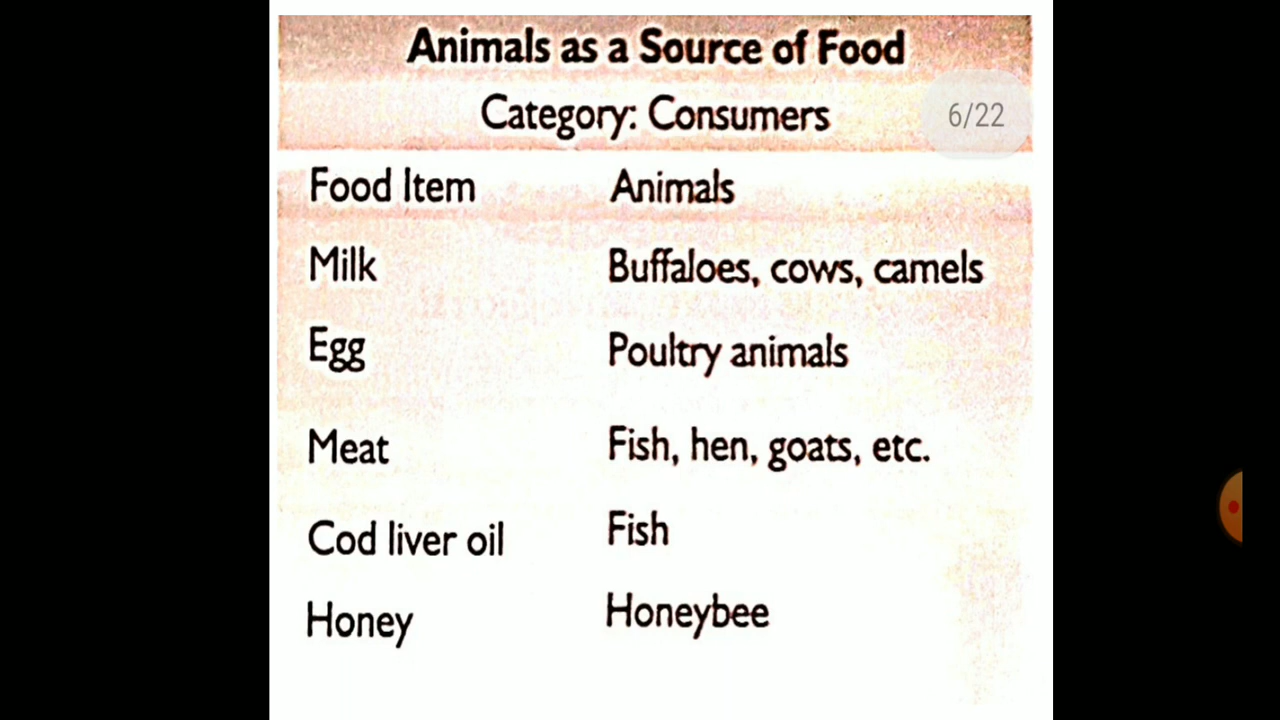 Animals as a Source of Food
Category: Consumers
6/22
Food Item Animals
Milk Buffaloes, cows, camels
Egg Poultry animals
Meat Fish, hen, goats, etc.
Cod liver oil Fish
Honey Honeybee